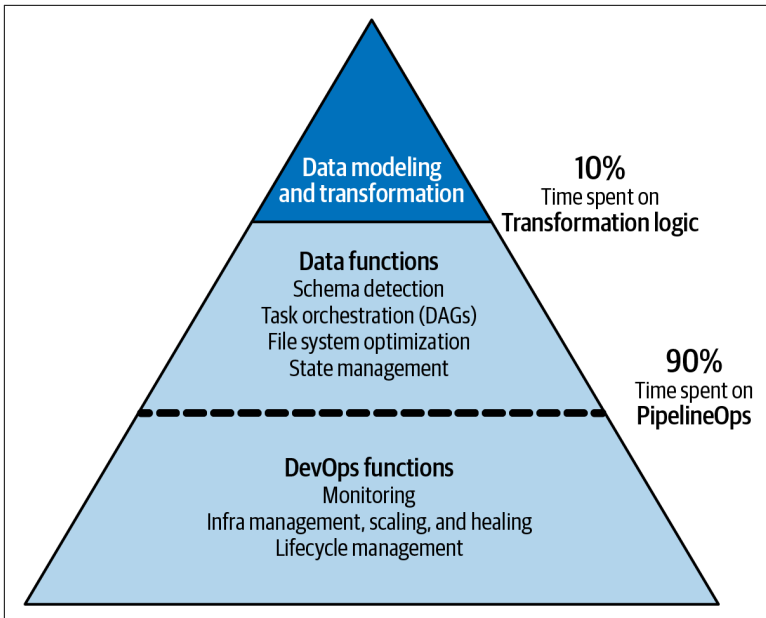 Data modeling
and transformation
10%
Time spent on
Transformation logic
Data functions
Schema detection
Task orchestration (DAGs)
File system optimization
State management
90%
Time spent on
PipelineOps
DevOps functions
Monitoring
Infra management, scaling, and healing
Lifecycle management